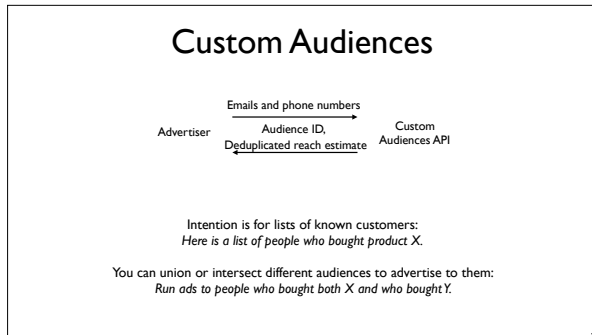 Custom Audiences
Emails and phone numbers
Advertiser
Audience ID,
Deduplicated reach estimate
Custom
Audiences API
Intention is for lists of known customers:
Here is a list of people who bought product X.
You can union or intersect different audiences to advertise to them:
Run ads to people who bought both X and who bought Y.